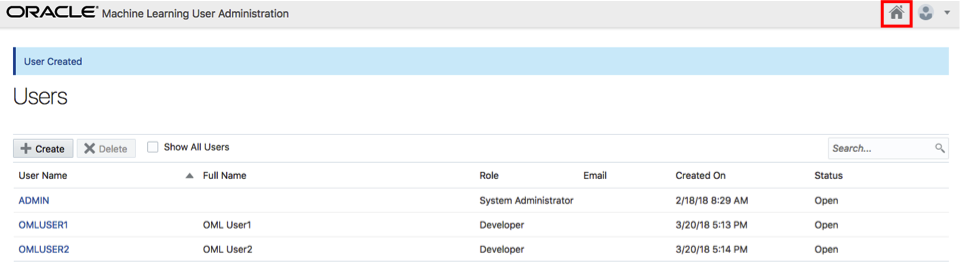 ORACLE® Machine Learning User Administration
User Created
Users
Create Delete Show All Users Search...
User Name Full Name Role Email Created On Status
ADMIN System Administrator 2/18/18 8:29 AM Open
OMLUSER1 OML User1 Developer 3/20/18 5:13 PM Open
OMLUSER2 OML User2 Developer 3/20/18 5:14 PM Open